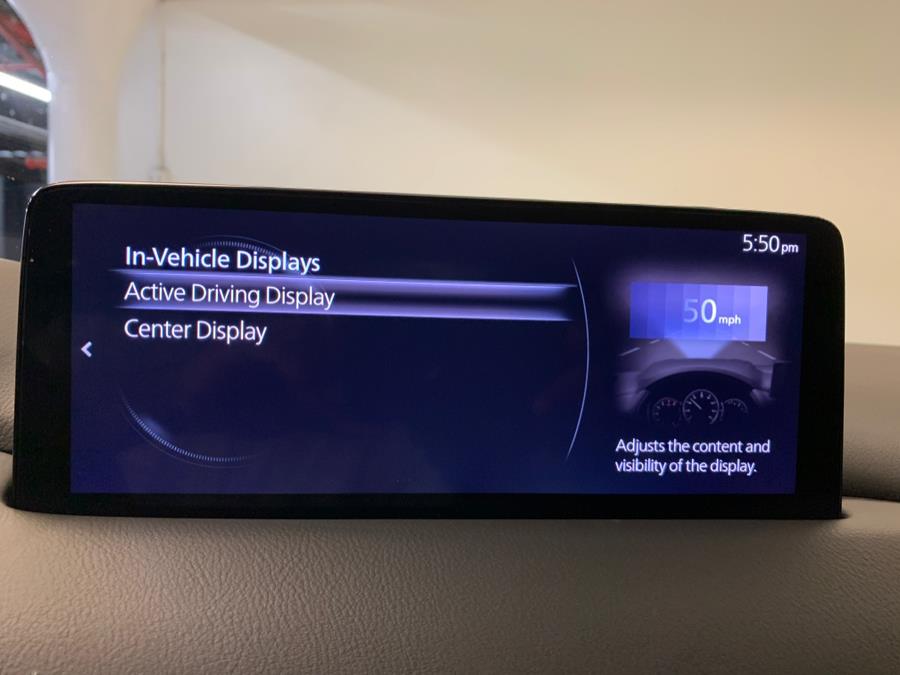 5:50pm
In-Vehicle Displays
Active Driving Display
Center Display
50mph
Adjusts the content and
visibility of the display.